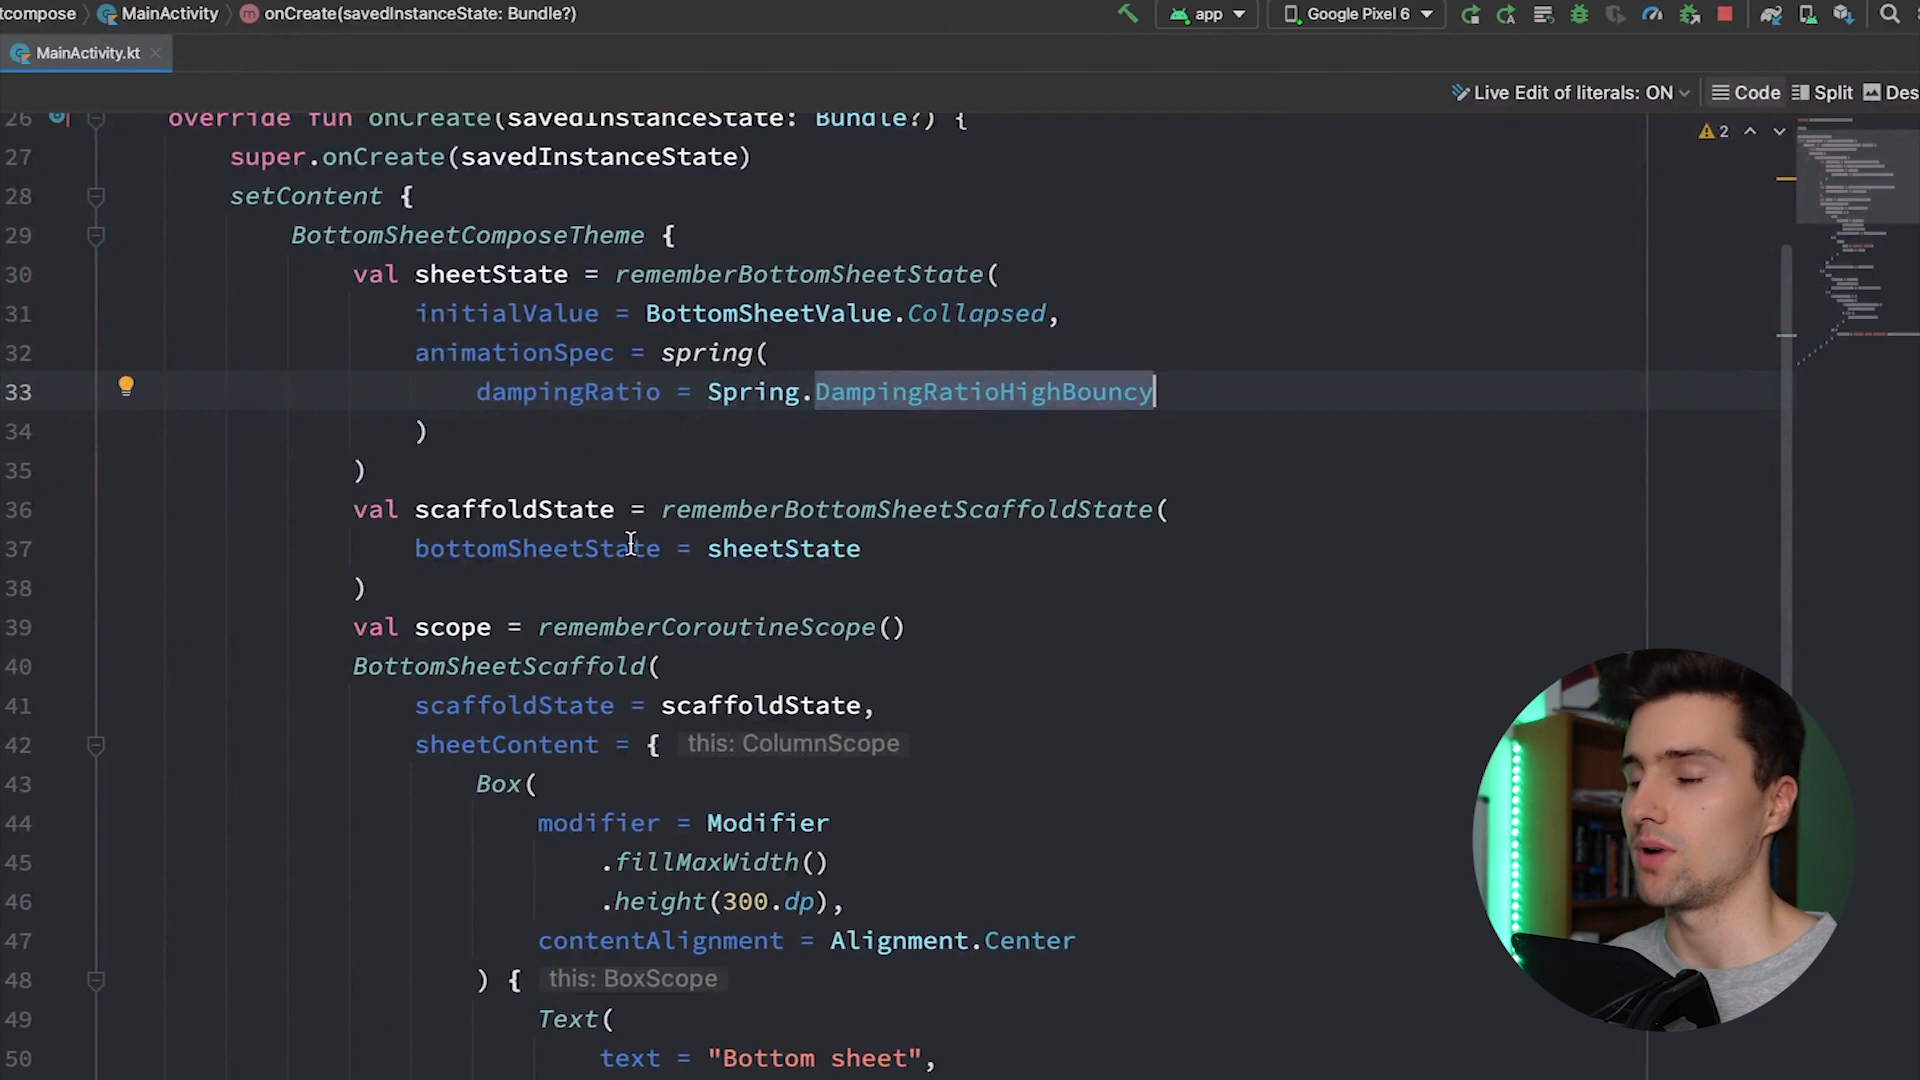 tcompose MainActivity onCreate(savedInstanceState: Bundle?) app Google Pixel 6
MainActivity.kt
Live Edit of literals: ON Code Split Des
26 override fun onCreate(savedInstanceState: Bundle?) { 2
27 super.onCreate(savedInstanceState)
28 setContent {
29 BottomSheetComposeTheme {
30 val sheetState = rememberBottomSheetState(
31 initialValue = BottomSheetValue.Collapsed,
32 animationSpec = spring(
33 dampingRatio = Spring.DampingRatioHighBouncy
34 )
35 )
36 val scaffoldState = rememberBottomSheetScaffoldState(
37 bottomSheetState = sheetState
38 )
39 val scope = rememberCoroutineScope()
40 BottomSheetScaffold(
41 scaffoldState = scaffoldState,
42 sheetContent = { this: ColumnScope
43 Box(
44 modifier = Modifier
45 .fillMaxWidth()
46 .height(300.dp),
47 contentAlignment = Alignment.Center
48 ) { this: BoxScope
49 Text(
50 text = "Bottom sheet",